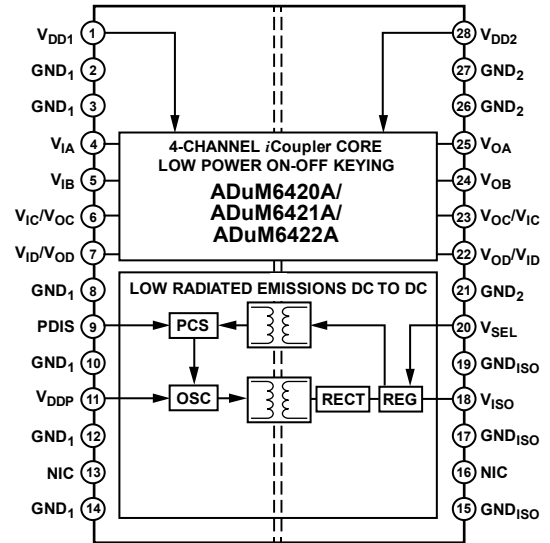 VDD1 1 28 VDD2
GND1 2 27 GND2
GND1 3 26 GND2
VIA 4 4-CHANNEL iCoupler CORE 25 VOA
LOW POWER ON-OFF KEYING
VIB 5 ADuM6420A/ 24 VOB
VIC/VOC 6 ADuM6421A/ 23 VOC/VIC
ADuM6422A
VID/VOD 7 22 VOD/VID
GND1 8 LOW RADIATED EMISSIONS DC TO DC 21 GND2
PDIS 9 PCS 20 VSEL
GND1 10 19 GNDISO
VDDP 11 OSC RECT REG 18 VISO
GND1 12 17 GNDISO
NIC 13 16 NIC
GND1 14 15 GNDISO